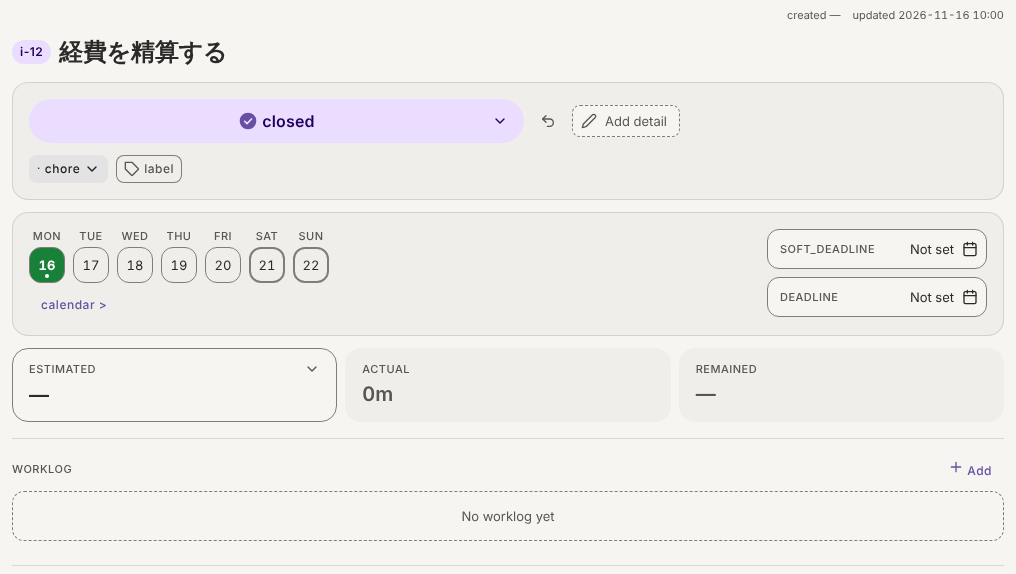 created — updated 2026-11-16 10:00
i-12 経費を精算する
closed Add detail
· chore label
MON TUE WED THU FRI SAT SUN
16 17 18 19 20 21 22
calendar >
SOFT_DEADLINE Not set
DEADLINE Not set
ESTIMATED
—
ACTUAL
0m
REMAINED
—
WORKLOG + Add
No worklog yet